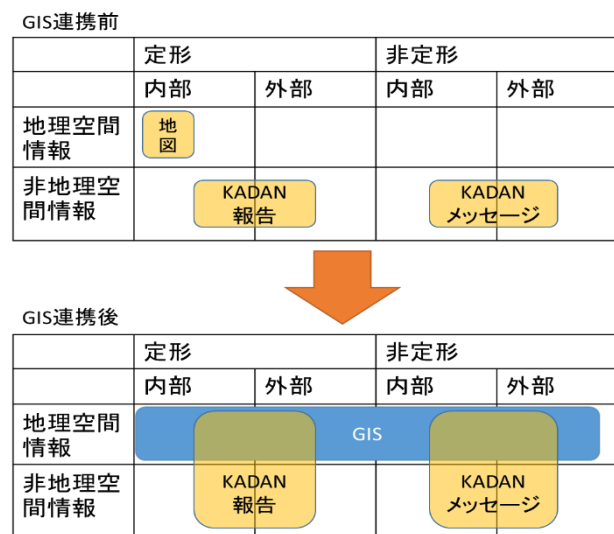 GIS連携前
定形 非定形
内部 外部 内部 外部
地理空間
情報
地
図
非地理空
間情報
KADAN
報告
KADAN
メッセージ
GIS連携後
定形 非定形
内部 外部 内部 外部
地理空間
情報
GIS
非地理空
間情報
KADAN
報告
KADAN
メッセージ